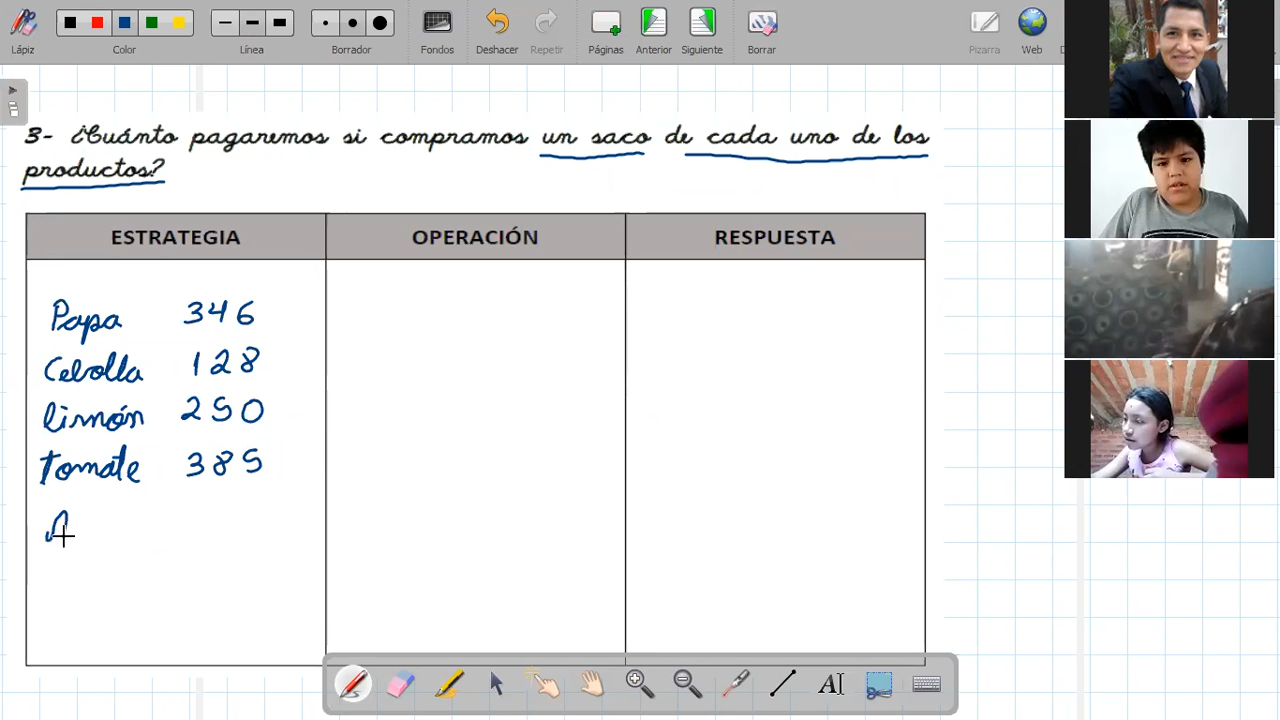 Lápiz
Color
Línea
Borrador
Fondos
Deshacer
Repetir
Páginas
Anterior
Siguiente
Borrar
Pizarra
Web
3- ¿Cuánto pagaremos si compramos un saco de cada uno de los
productos?
ESTRATEGIA OPERACIÓN RESPUESTA
Papa 346
Cebolla 128
limón 250
tomate 385